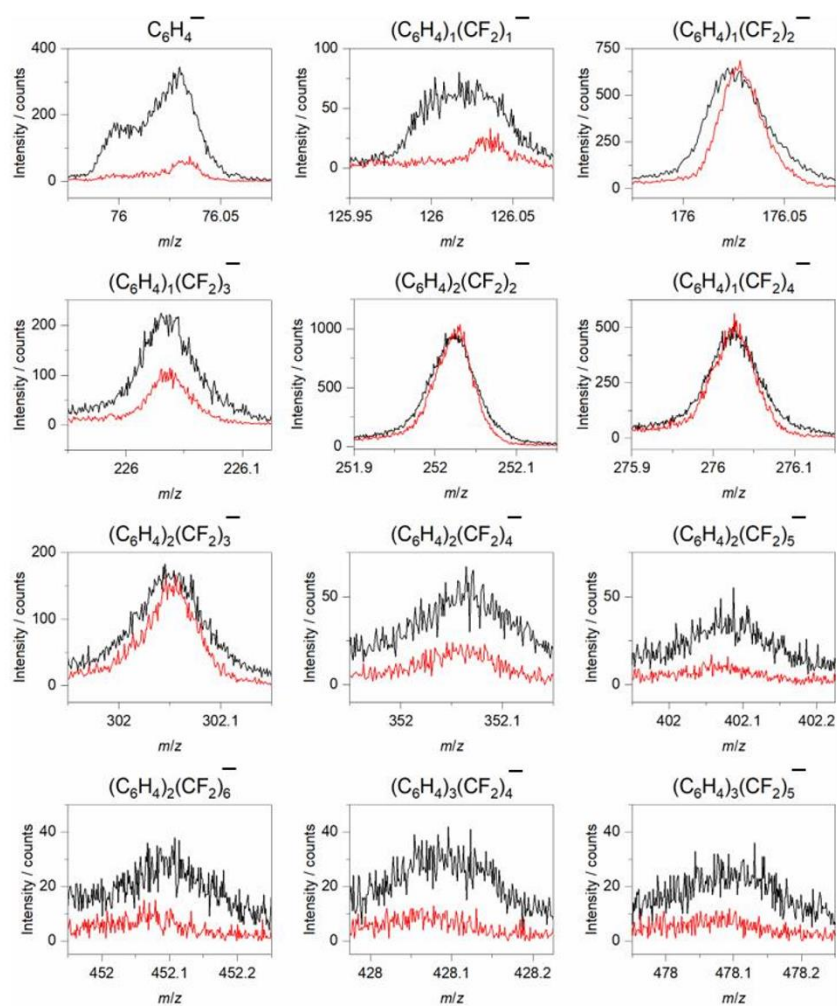 C₆H₄⁻ (C₆H₄)₁(CF₂)₁⁻ (C₆H₄)₁(CF₂)₂⁻
400 100 750
200 50 500
250
0 0 0
Intensity / counts Intensity / counts Intensity / counts
76 76.05 125.95 126 126.05 176 176.05
m/z m/z m/z
(C₆H₄)₁(CF₂)₃⁻ (C₆H₄)₂(CF₂)₂⁻ (C₆H₄)₁(CF₂)₄⁻
200 1000 500
100 500 250
0 0 0
Intensity / counts Intensity / counts Intensity / counts
226 226.1 251.9 252 252.1 275.9 276 276.1
m/z m/z m/z
(C₆H₄)₂(CF₂)₃⁻ (C₆H₄)₂(CF₂)₄⁻ (C₆H₄)₂(CF₂)₅⁻
200
100 50 50
0 0 0
Intensity / counts Intensity / counts Intensity / counts
302 302.1 352 352.1 402 402.1 402.2
m/z m/z m/z
(C₆H₄)₂(CF₂)₆⁻ (C₆H₄)₃(CF₂)₄⁻ (C₆H₄)₃(CF₂)₅⁻
40 40 40
20 20 20
0 0 0
Intensity / counts Intensity / counts Intensity / counts
452 452.1 452.2 428 428.1 428.2 478 478.1 478.2
m/z m/z m/z